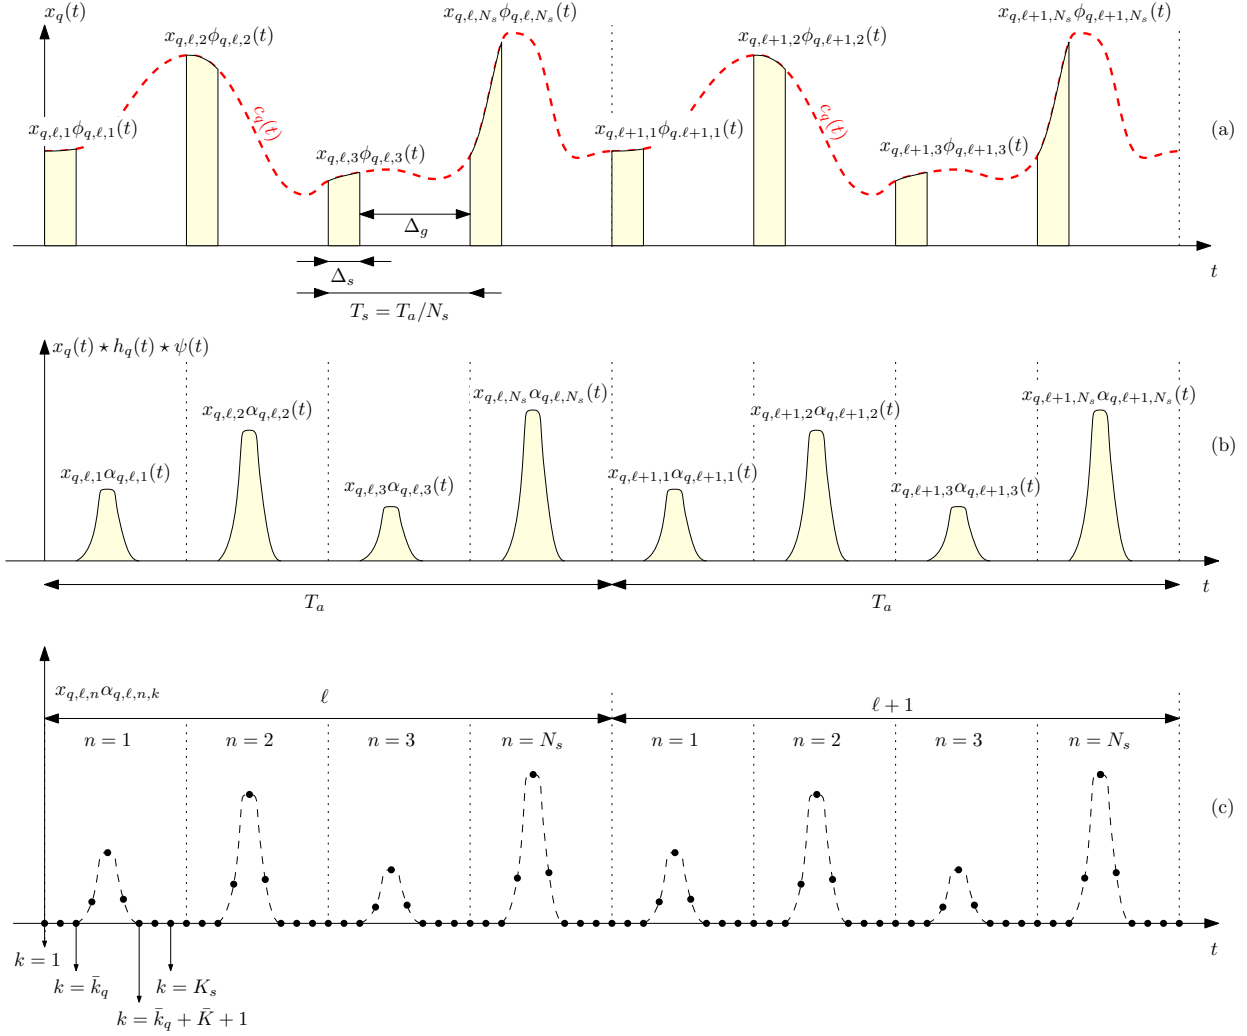 x_q(t)
x_{q,ℓ,2}ϕ_{q,ℓ,2}(t)
x_{q,ℓ,N_s}ϕ_{q,ℓ,N_s}(t)
x_{q,ℓ+1,2}ϕ_{q,ℓ+1,2}(t)
x_{q,ℓ+1,N_s}ϕ_{q,ℓ+1,N_s}(t)
x_{q,ℓ,1}ϕ_{q,ℓ,1}(t)
c_q(t)
x_{q,ℓ,3}ϕ_{q,ℓ,3}(t)
x_{q,ℓ+1,1}ϕ_{q,ℓ+1,1}(t)
c_q(t)
x_{q,ℓ+1,3}ϕ_{q,ℓ+1,3}(t)
(a)
Δ_g
Δ_s
t
T_s = T_a/N_s
x_q(t) ⋆ h_q(t) ⋆ ψ(t)
x_{q,ℓ,1}α_{q,ℓ,1}(t)
x_{q,ℓ,2}α_{q,ℓ,2}(t)
x_{q,ℓ,3}α_{q,ℓ,3}(t)
x_{q,ℓ,N_s}α_{q,ℓ,N_s}(t)
x_{q,ℓ+1,1}α_{q,ℓ+1,1}(t)
x_{q,ℓ+1,2}α_{q,ℓ+1,2}(t)
x_{q,ℓ+1,3}α_{q,ℓ+1,3}(t)
x_{q,ℓ+1,N_s}α_{q,ℓ+1,N_s}(t)
(b)
T_a
T_a
t
x_{q,ℓ,n}α_{q,ℓ,n,k}
ℓ
ℓ + 1
n = 1
n = 2
n = 3
n = N_s
n = 1
n = 2
n = 3
n = N_s
(c)
t
k = 1
k = k̄_q
k = K_s
k = k̄_q + K̄ + 1